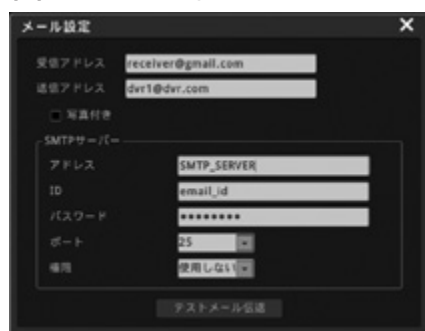 メール設定 ×
受信アドレス receiver@gmail.com
送信アドレス dvr1@dvr.com
写真付き
SMTPサーバー
アドレス SMTP_SERVER
ID email_id
パスワード ********
ポート 25
権限 使用しない
テストメール伝送